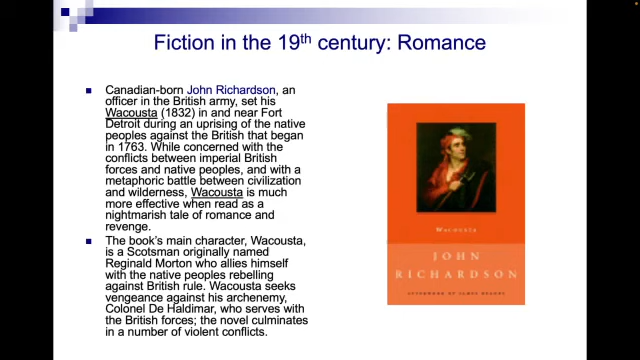 Fiction in the 19th century: Romance
Canadian-born John Richardson, an
officer in the British army, set his
Wacousta (1832) in and near Fort
Detroit during an uprising of the native
peoples against the British that began
in 1763. While concerned with the
conflicts between imperial British
forces and native peoples, and with a
metaphoric battle between civilization
and wilderness, Wacousta is much
more effective when read as a
nightmarish tale of romance and
revenge.
The book's main character, Wacousta,
is a Scotsman originally named
Reginald Morton who allies himself
with the native peoples rebelling
against British rule. Wacousta seeks
vengeance against his archenemy,
Colonel De Haldimar, who serves with
the British forces; the novel culminates
in a number of violent conflicts.
WACOUSTA
JOHN
RICHARDSON
AFTERWORD BY JAMES